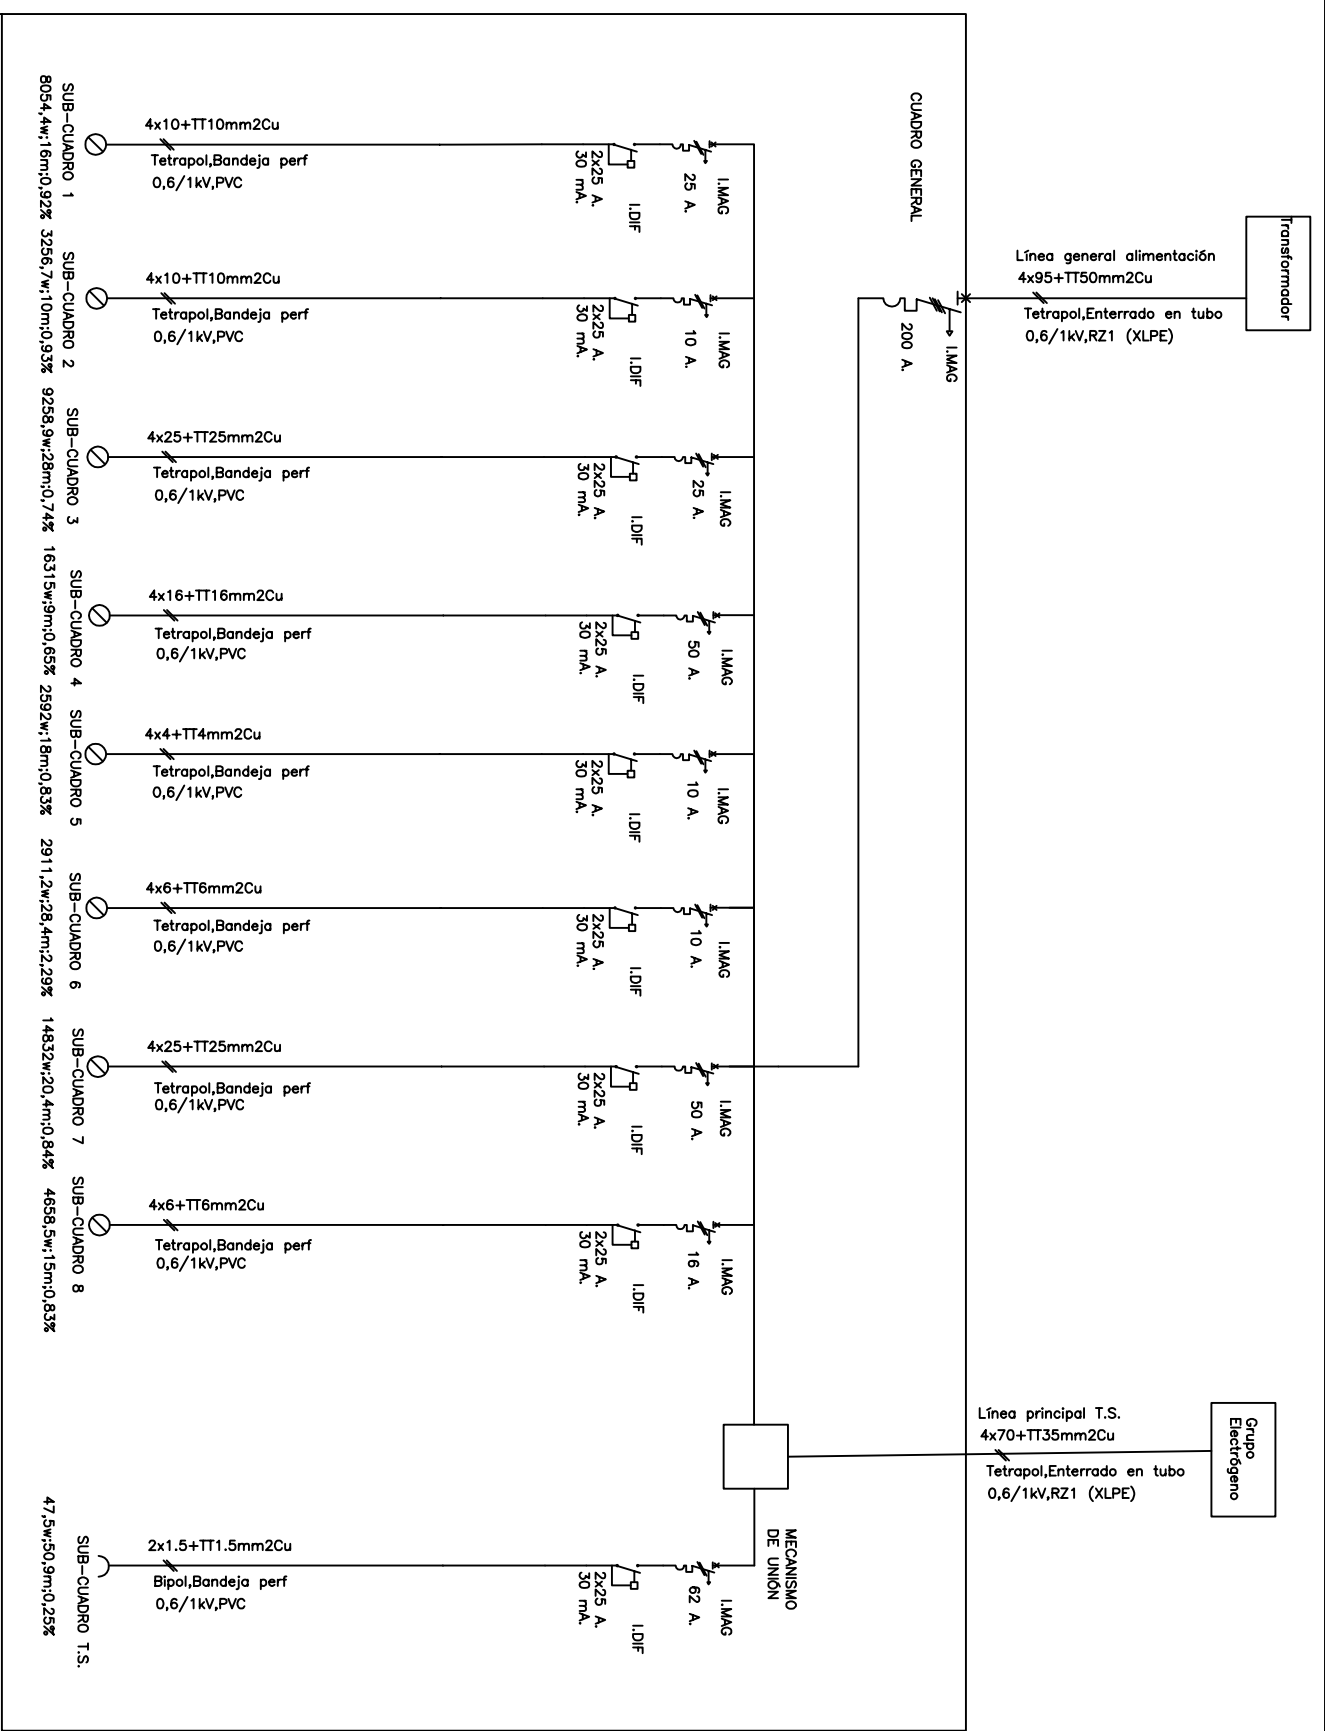 Transformador
Línea general alimentación
4x95+TT50mm2Cu
Tetrapol,Enterrado en tubo
0,6/1kV,RZ1 (XLPE)
CUADRO GENERAL
I.MAG
200 A.
Grupo
Electrógeno
Línea principal T.S.
4x70+TT35mm2Cu
Tetrapol,Enterrado en tubo
0,6/1kV,RZ1 (XLPE)
MECANISMO
DE UNIÓN
I.MAG
25 A.
I.DIF
2x25 A.
30 mA.
4x10+TT10mm2Cu
Tetrapol,Bandeja perf
0,6/1kV,PVC
SUB-CUADRO 1
8054,4w;16m;0,92%
I.MAG
10 A.
I.DIF
2x25 A.
30 mA.
4x10+TT10mm2Cu
Tetrapol,Bandeja perf
0,6/1kV,PVC
SUB-CUADRO 2
3256,7w;10m;0,93%
I.MAG
25 A.
I.DIF
2x25 A.
30 mA.
4x25+TT25mm2Cu
Tetrapol,Bandeja perf
0,6/1kV,PVC
SUB-CUADRO 3
9258,9w;28m;0,74%
I.MAG
50 A.
I.DIF
2x25 A.
30 mA.
4x16+TT16mm2Cu
Tetrapol,Bandeja perf
0,6/1kV,PVC
SUB-CUADRO 4
16315w;9m;0,65%
I.MAG
10 A.
I.DIF
2x25 A.
30 mA.
4x4+TT4mm2Cu
Tetrapol,Bandeja perf
0,6/1kV,PVC
SUB-CUADRO 5
2592w;18m;0,83%
I.MAG
10 A.
I.DIF
2x25 A.
30 mA.
4x6+TT6mm2Cu
Tetrapol,Bandeja perf
0,6/1kV,PVC
SUB-CUADRO 6
2911,2w;28,4m;2,29%
I.MAG
50 A.
I.DIF
2x25 A.
30 mA.
4x25+TT25mm2Cu
Tetrapol,Bandeja perf
0,6/1kV,PVC
SUB-CUADRO 7
14832w;20,4m;0,84%
I.MAG
16 A.
I.DIF
2x25 A.
30 mA.
4x6+TT6mm2Cu
Tetrapol,Bandeja perf
0,6/1kV,PVC
SUB-CUADRO 8
4658,5w;15m;0,83%
I.MAG
62 A.
I.DIF
2x25 A.
30 mA.
2x1.5+TT1.5mm2Cu
Bipol,Bandeja perf
0,6/1kV,PVC
SUB-CUADRO T.S.
47,5w;50,9m;0,25%